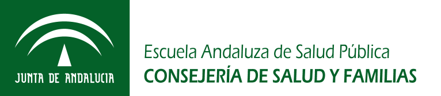 JUNTA DE ANDALUCIA
Escuela Andaluza de Salud Pública
CONSEJERÍA DE SALUD Y FAMILIAS